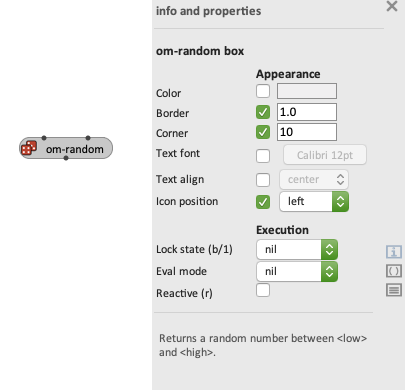 info and properties
om-random box
Appearance
Color
Border 1.0
Corner 10
Text font Calibri 12pt
Text align center
Icon position left
Execution
Lock state (b/1) nil
Eval mode nil
Reactive (r)
Returns a random number between <low>
and <high>.
om-random